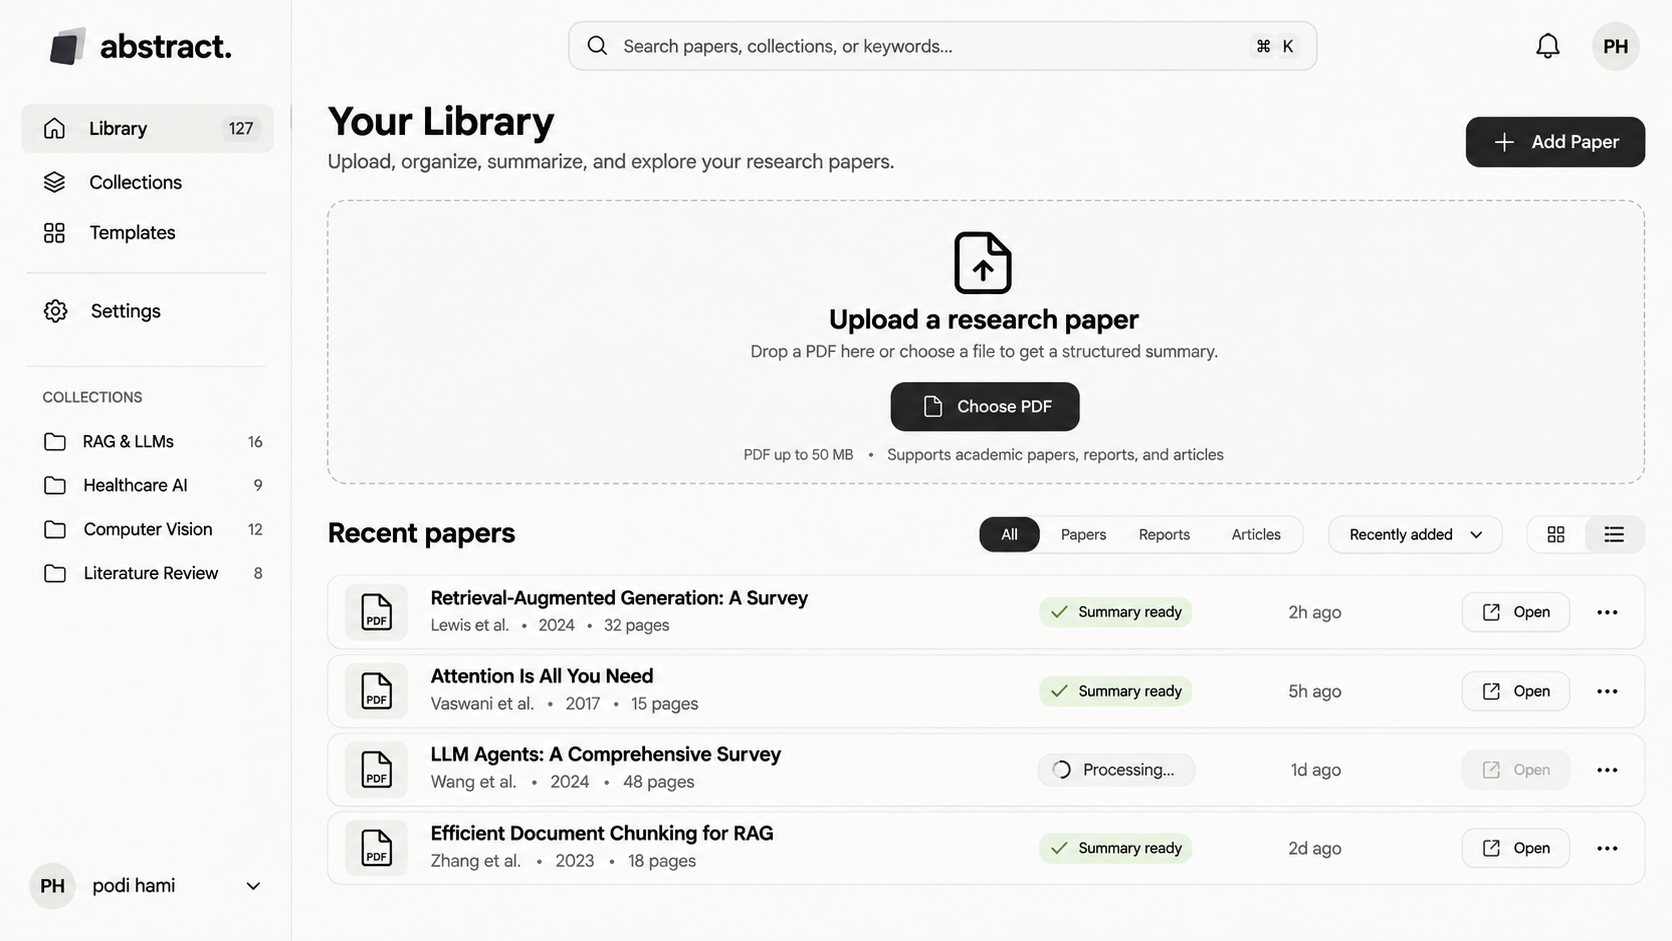 abstract.
Search papers, collections, or keywords...
⌘ K
PH
Library 127
Collections
Templates
Settings
COLLECTIONS
RAG & LLMs 16
Healthcare AI 9
Computer Vision 12
Literature Review 8
PH podi hami
Your Library
Upload, organize, summarize, and explore your research papers.
Add Paper
Upload a research paper
Drop a PDF here or choose a file to get a structured summary.
Choose PDF
PDF up to 50 MB • Supports academic papers, reports, and articles
Recent papers
All Papers Reports Articles
Recently added
PDF
Retrieval-Augmented Generation: A Survey
Lewis et al. • 2024 • 32 pages
Summary ready
2h ago
Open
PDF
Attention Is All You Need
Vaswani et al. • 2017 • 15 pages
Summary ready
5h ago
Open
PDF
LLM Agents: A Comprehensive Survey
Wang et al. • 2024 • 48 pages
Processing...
1d ago
Open
PDF
Efficient Document Chunking for RAG
Zhang et al. • 2023 • 18 pages
Summary ready
2d ago
Open